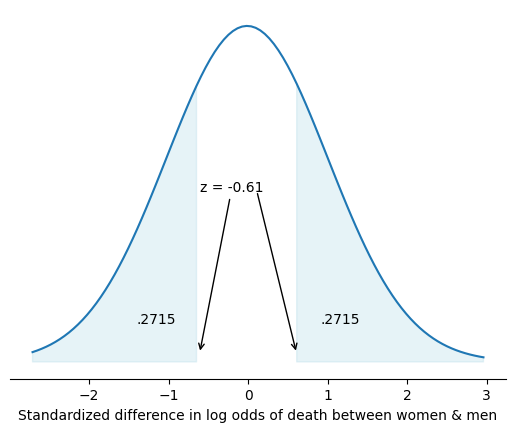 z = -0.61
.2715 .2715
−2 −1 0 1 2 3
Standardized difference in log odds of death between women & men